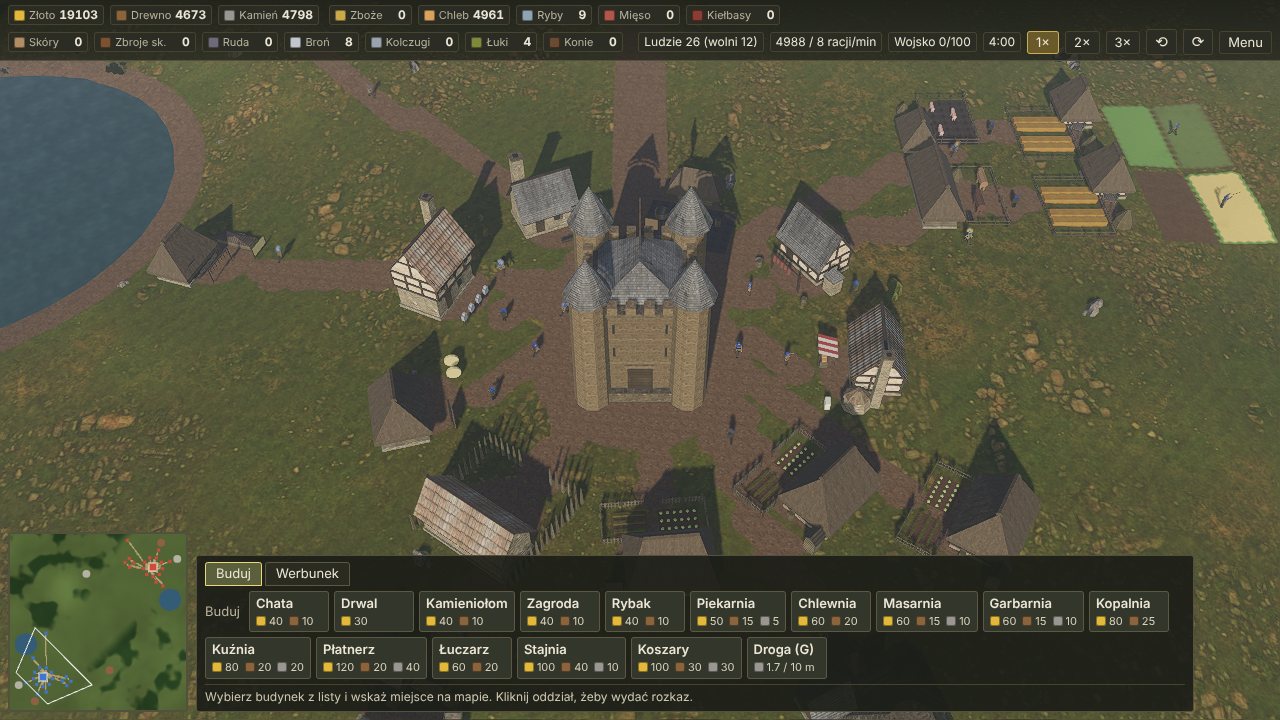 Złoto 19103 Drewno 4673 Kamień 4798 Zboże 0 Chleb 4961 Ryby 9 Mięso 0 Kiełbasy 0
Skóry 0 Zbroje sk. 0 Ruda 0 Broń 8 Kolczugi 0 Łuki 4 Konie 0 Ludzie 26 (wolni 12) 4988 / 8 racji/min Wojsko 0/100 4:00 1× 2× 3× ⟲ ⟳ Menu
Buduj Werbunek
Buduj
Chata Drwal Kamieniołom Zagroda Rybak Piekarnia Chlewnia Masarnia Garbarnia Kopalnia
40 10 30 40 10 40 10 40 10 50 15 5 60 20 60 15 10 60 15 10 80 25
Kuźnia Płatnerz Łuczarz Stajnia Koszary Droga (G)
80 20 20 120 20 40 60 20 100 40 10 100 30 30 1.7 / 10 m
Wybierz budynek z listy i wskaż miejsce na mapie. Kliknij oddział, żeby wydać rozkaz.